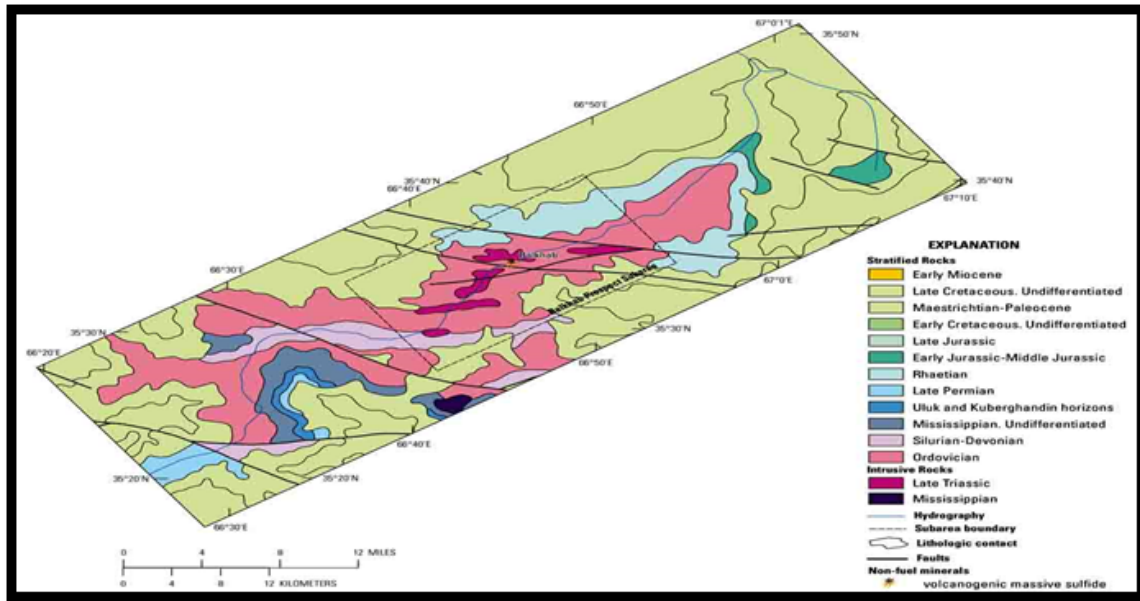 67°0'1"E
35°50'N
66°50'E
35°40'N
66°40'E
35°40'N
67°10'E
66°30'E
Balkhab
67°0'E
Balkhab Prospect Subarea
35°30'N
35°30'N
66°20'E
66°50'E
66°40'E
35°20'N
35°20'N
66°30'E
EXPLANATION
Stratified Rocks
Early Miocene
Late Cretaceous. Undifferentiated
Maestrichtian-Paleocene
Early Cretaceous. Undifferentiated
Late Jurassic
Early Jurassic-Middle Jurassic
Rhaetian
Late Permian
Uluk and Kuberghandin horizons
Mississippian. Undifferentiated
Silurian-Devonian
Ordovician
Intrusive Rocks
Late Triassic
Mississippian
Hydrography
Subarea boundary
Lithologic contact
Faults
Non-fuel minerals
volcanogenic massive sulfide
0 4 8 12 MILES
0 4 8 12 KILOMETERS